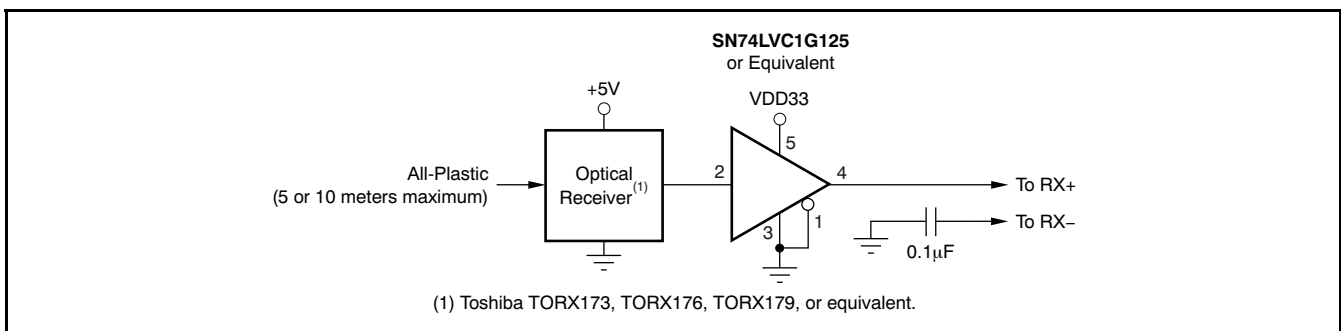 SN74LVC1G125
or Equivalent
+5V
VDD33
5
All-Plastic
(5 or 10 meters maximum)
Optical
Receiver(1)
2
4
To RX+
3
1
To RX−
0.1µF
(1) Toshiba TORX173, TORX176, TORX179, or equivalent.